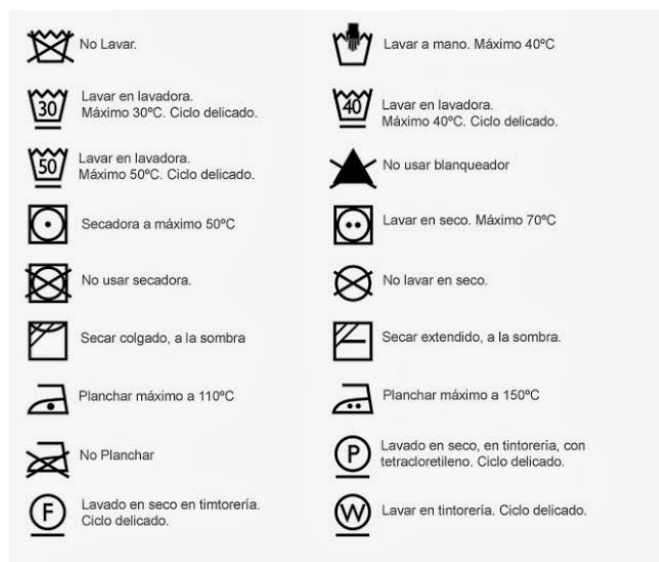 No Lavar.
Lavar a mano. Máximo 40ºC
30
Lavar en lavadora.
Máximo 30ºC. Ciclo delicado.
40
Lavar en lavadora.
Máximo 40ºC. Ciclo delicado.
50
Lavar en lavadora.
Máximo 50ºC. Ciclo delicado.
No usar blanqueador
Secadora a máximo 50ºC
Lavar en seco. Máximo 70ºC
No usar secadora.
No lavar en seco.
Secar colgado, a la sombra
Secar extendido, a la sombra.
Planchar máximo a 110ºC
Planchar máximo a 150ºC
No Planchar
P
Lavado en seco, en tintorería, con
tetracloretileno. Ciclo delicado.
F
Lavado en seco en timtorería.
Ciclo delicado.
W
Lavar en tintorería. Ciclo delicado.